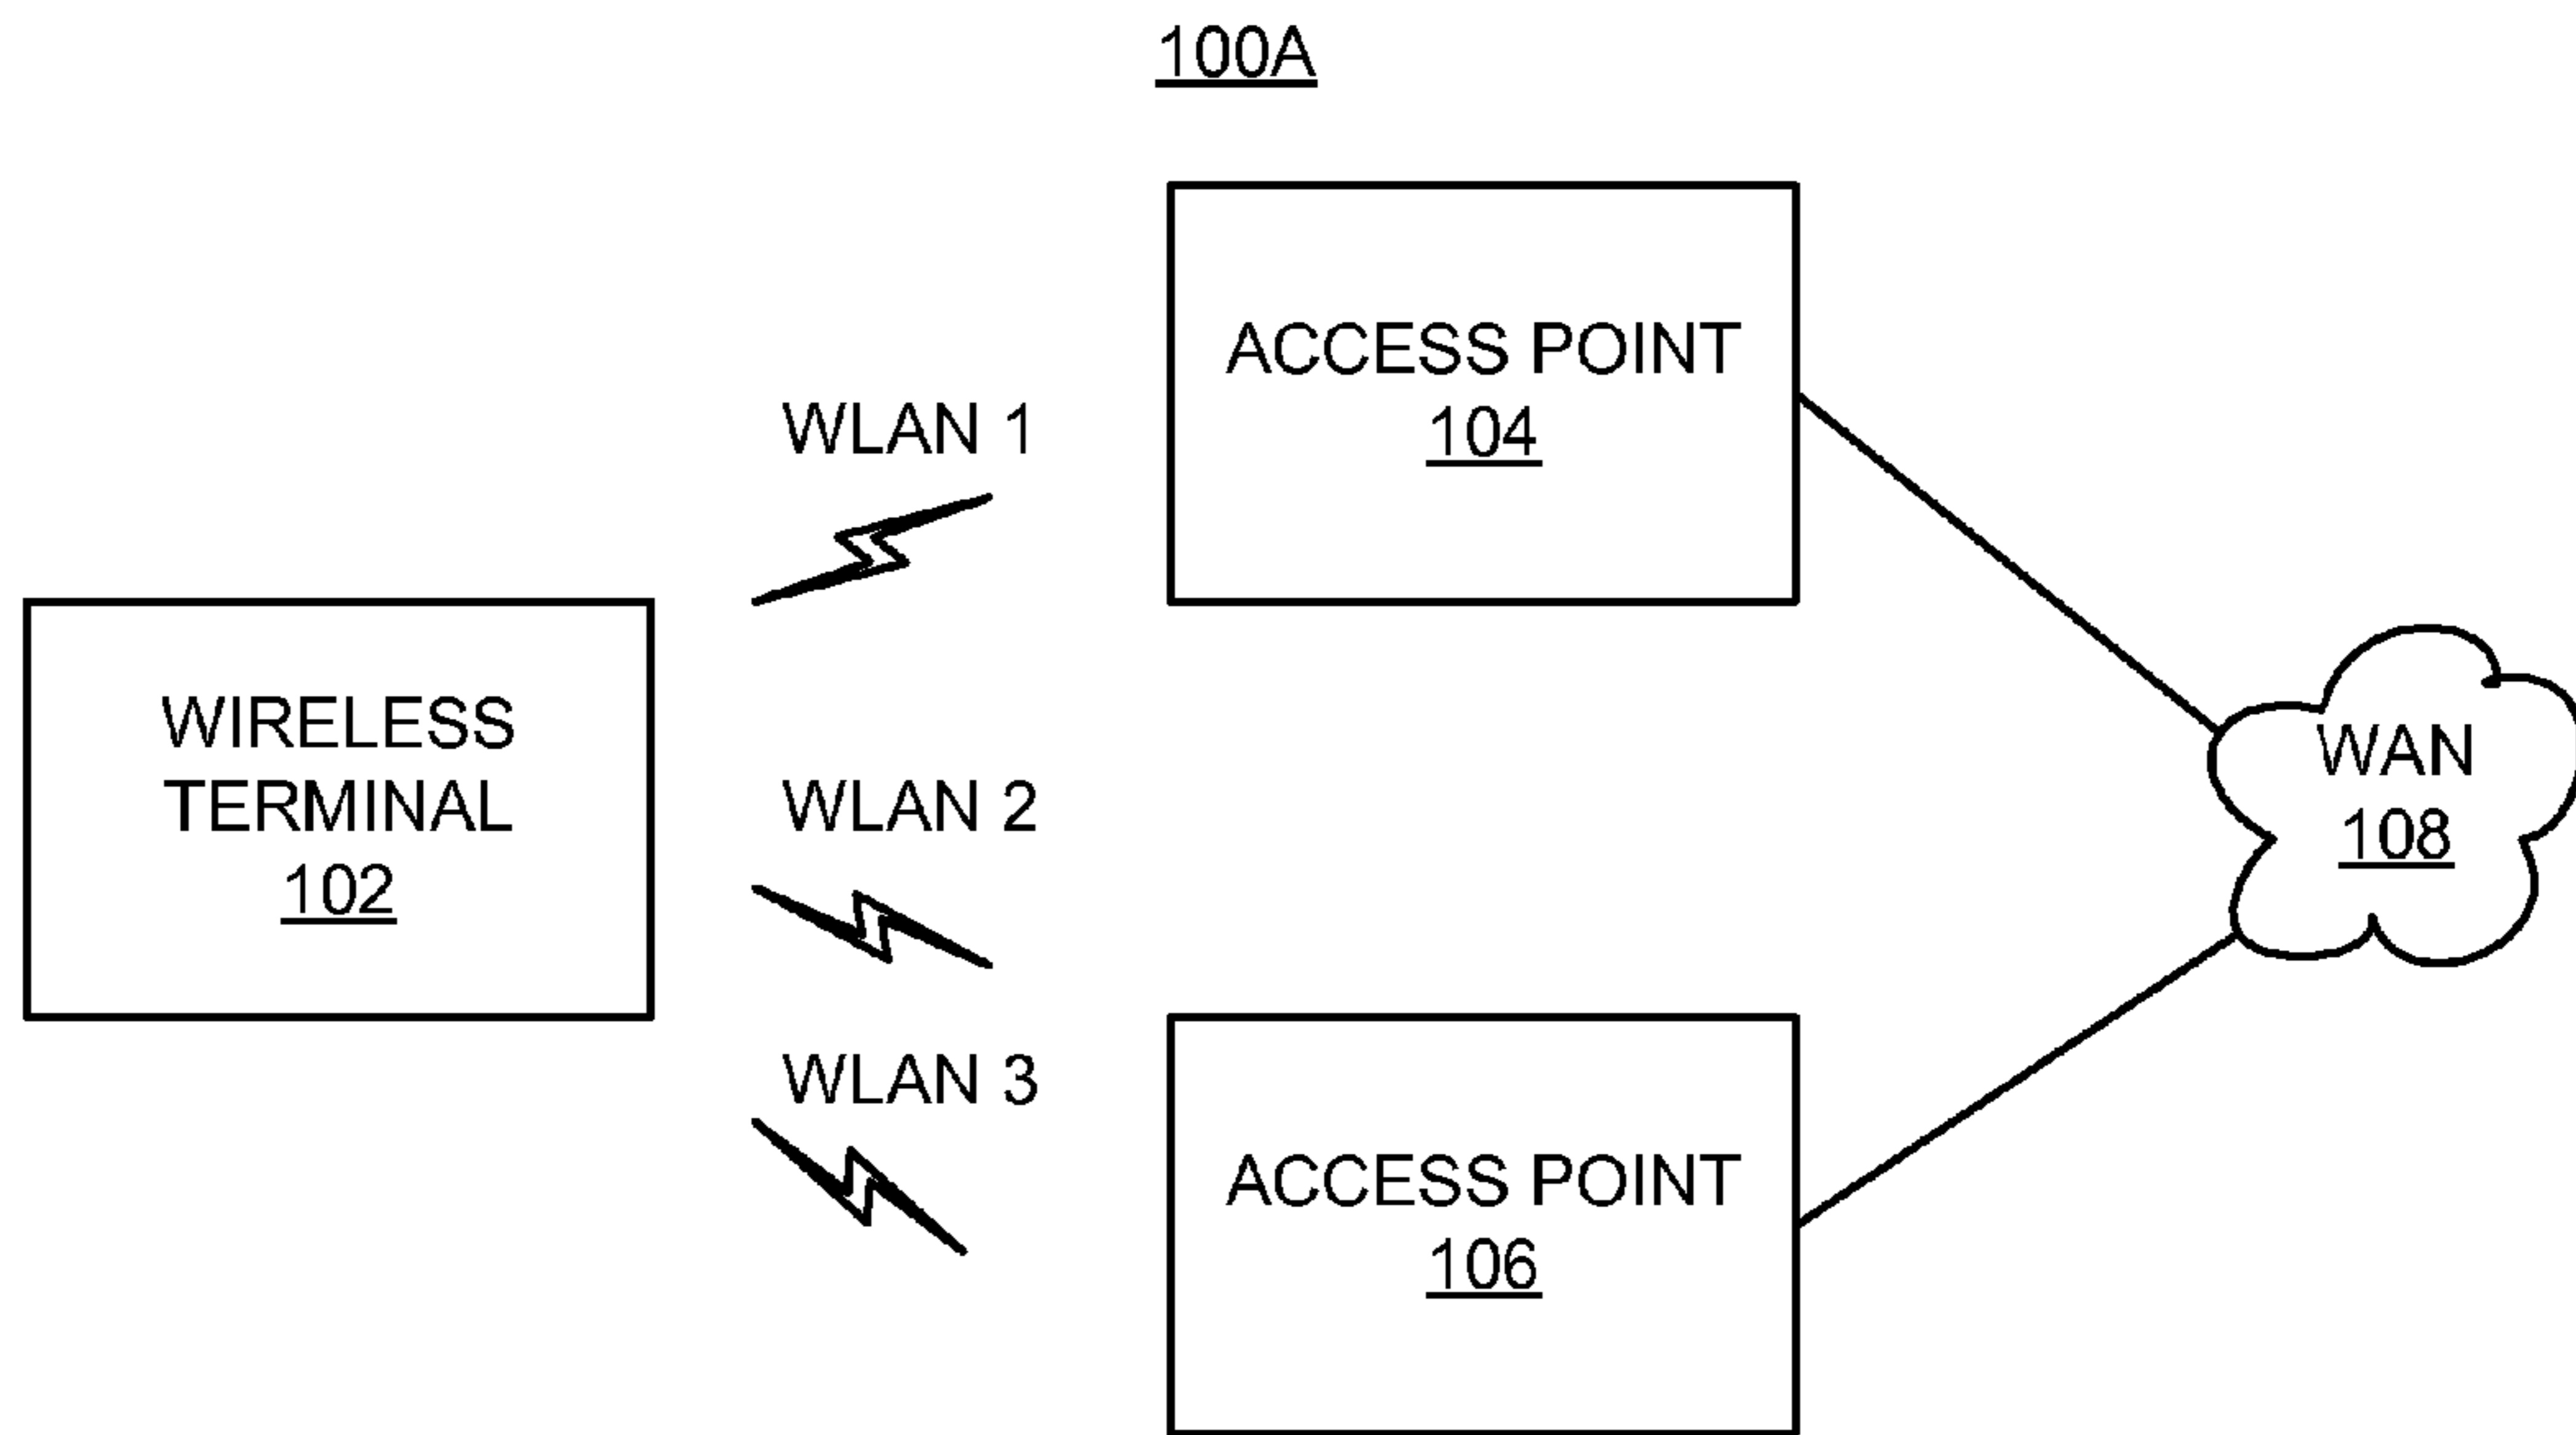 100A
ACCESS POINT
104
WLAN 1
WIRELESS
TERMINAL
102
WLAN 2
WLAN 3
ACCESS POINT
106
WAN
108